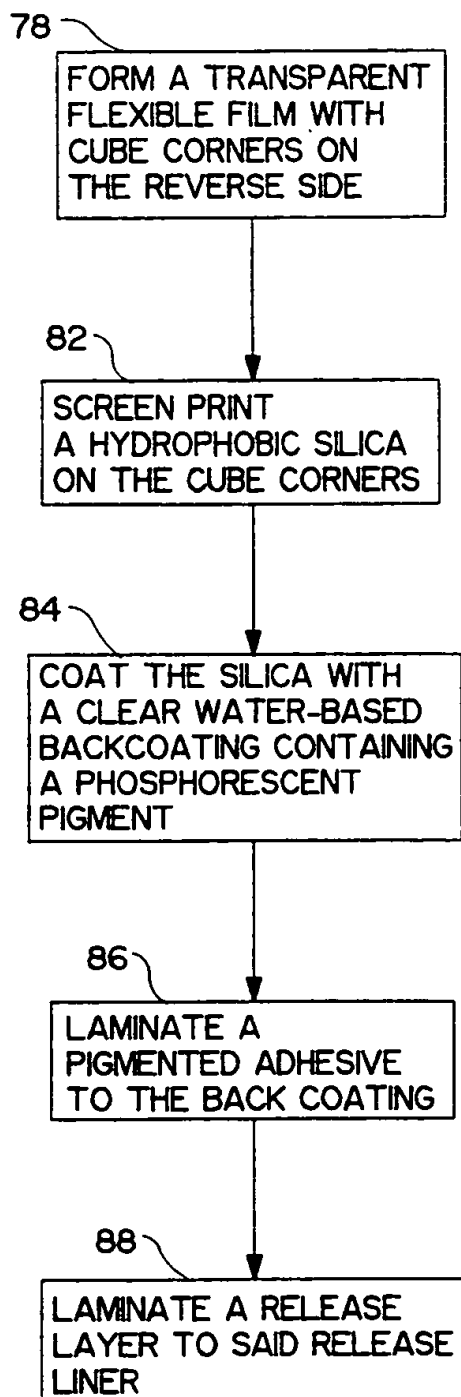 78
FORM A TRANSPARENT
FLEXIBLE FILM WITH
CUBE CORNERS ON
THE REVERSE SIDE
82
SCREEN PRINT
A HYDROPHOBIC SILICA
ON THE CUBE CORNERS
84
COAT THE SILICA WITH
A CLEAR WATER-BASED
BACKCOATING CONTAINING
A PHOSPHORESCENT
PIGMENT
86
LAMINATE A
PIGMENTED ADHESIVE
TO THE BACK COATING
88
LAMINATE A RELEASE
LAYER TO SAID RELEASE
LINER